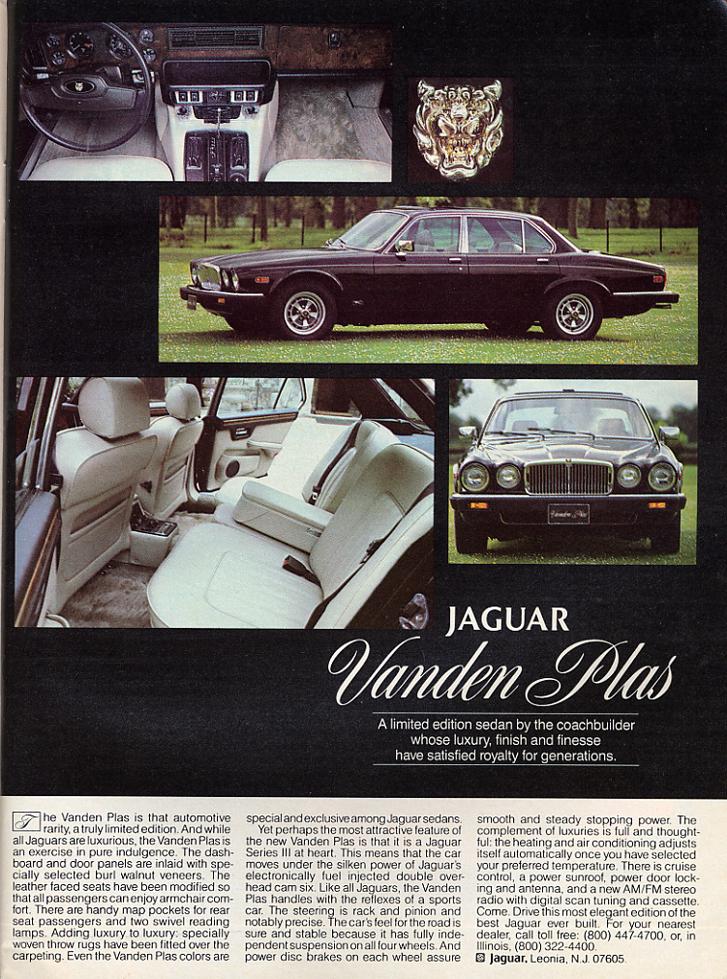 JAGUAR
Vanden Plas
A limited edition sedan by the coachbuilder
whose luxury, finish and finesse
have satisfied royalty for generations.
The Vanden Plas is that automotive
rarity, a truly limited edition. And while
all Jaguars are luxurious, the Vanden Plas is
an exercise in pure indulgence. The dash-
board and door panels are inlaid with spe-
cially selected burl walnut veneers. The
leather faced seats have been modified so
that all passengers can enjoy armchair com-
fort. There are handy map pockets for rear
seat passengers and two swivel reading
lamps. Adding luxury to luxury: specially
woven throw rugs have been fitted over the
carpeting. Even the Vanden Plas colors are
special and exclusive among Jaguar sedans.
Yet perhaps the most attractive feature of
the new Vanden Plas is that it is a Jaguar
Series III at heart. This means that the car
moves under the silken power of Jaguar's
electronically fuel injected double over-
head cam six. Like all Jaguars, the Vanden
Plas handles with the reflexes of a sports
car. The steering is rack and pinion and
notably precise. The car's feel for the road is
sure and stable because it has fully inde-
pendent suspension on all four wheels. And
power disc brakes on each wheel assure
smooth and steady stopping power. The
complement of luxuries is full and thought-
ful: the heating and air conditioning adjusts
itself automatically once you have selected
your preferred temperature. There is cruise
control, a power sunroof, power door lock-
ing and antenna, and a new AM/FM stereo
radio with digital scan tuning and cassette.
Come. Drive this most elegant edition of the
best Jaguar ever built. For your nearest
dealer, call toll free: (800) 447-4700, or, in
Illinois, (800) 322-4400.
Jaguar, Leonia, N.J. 07605.
Vanden Plas